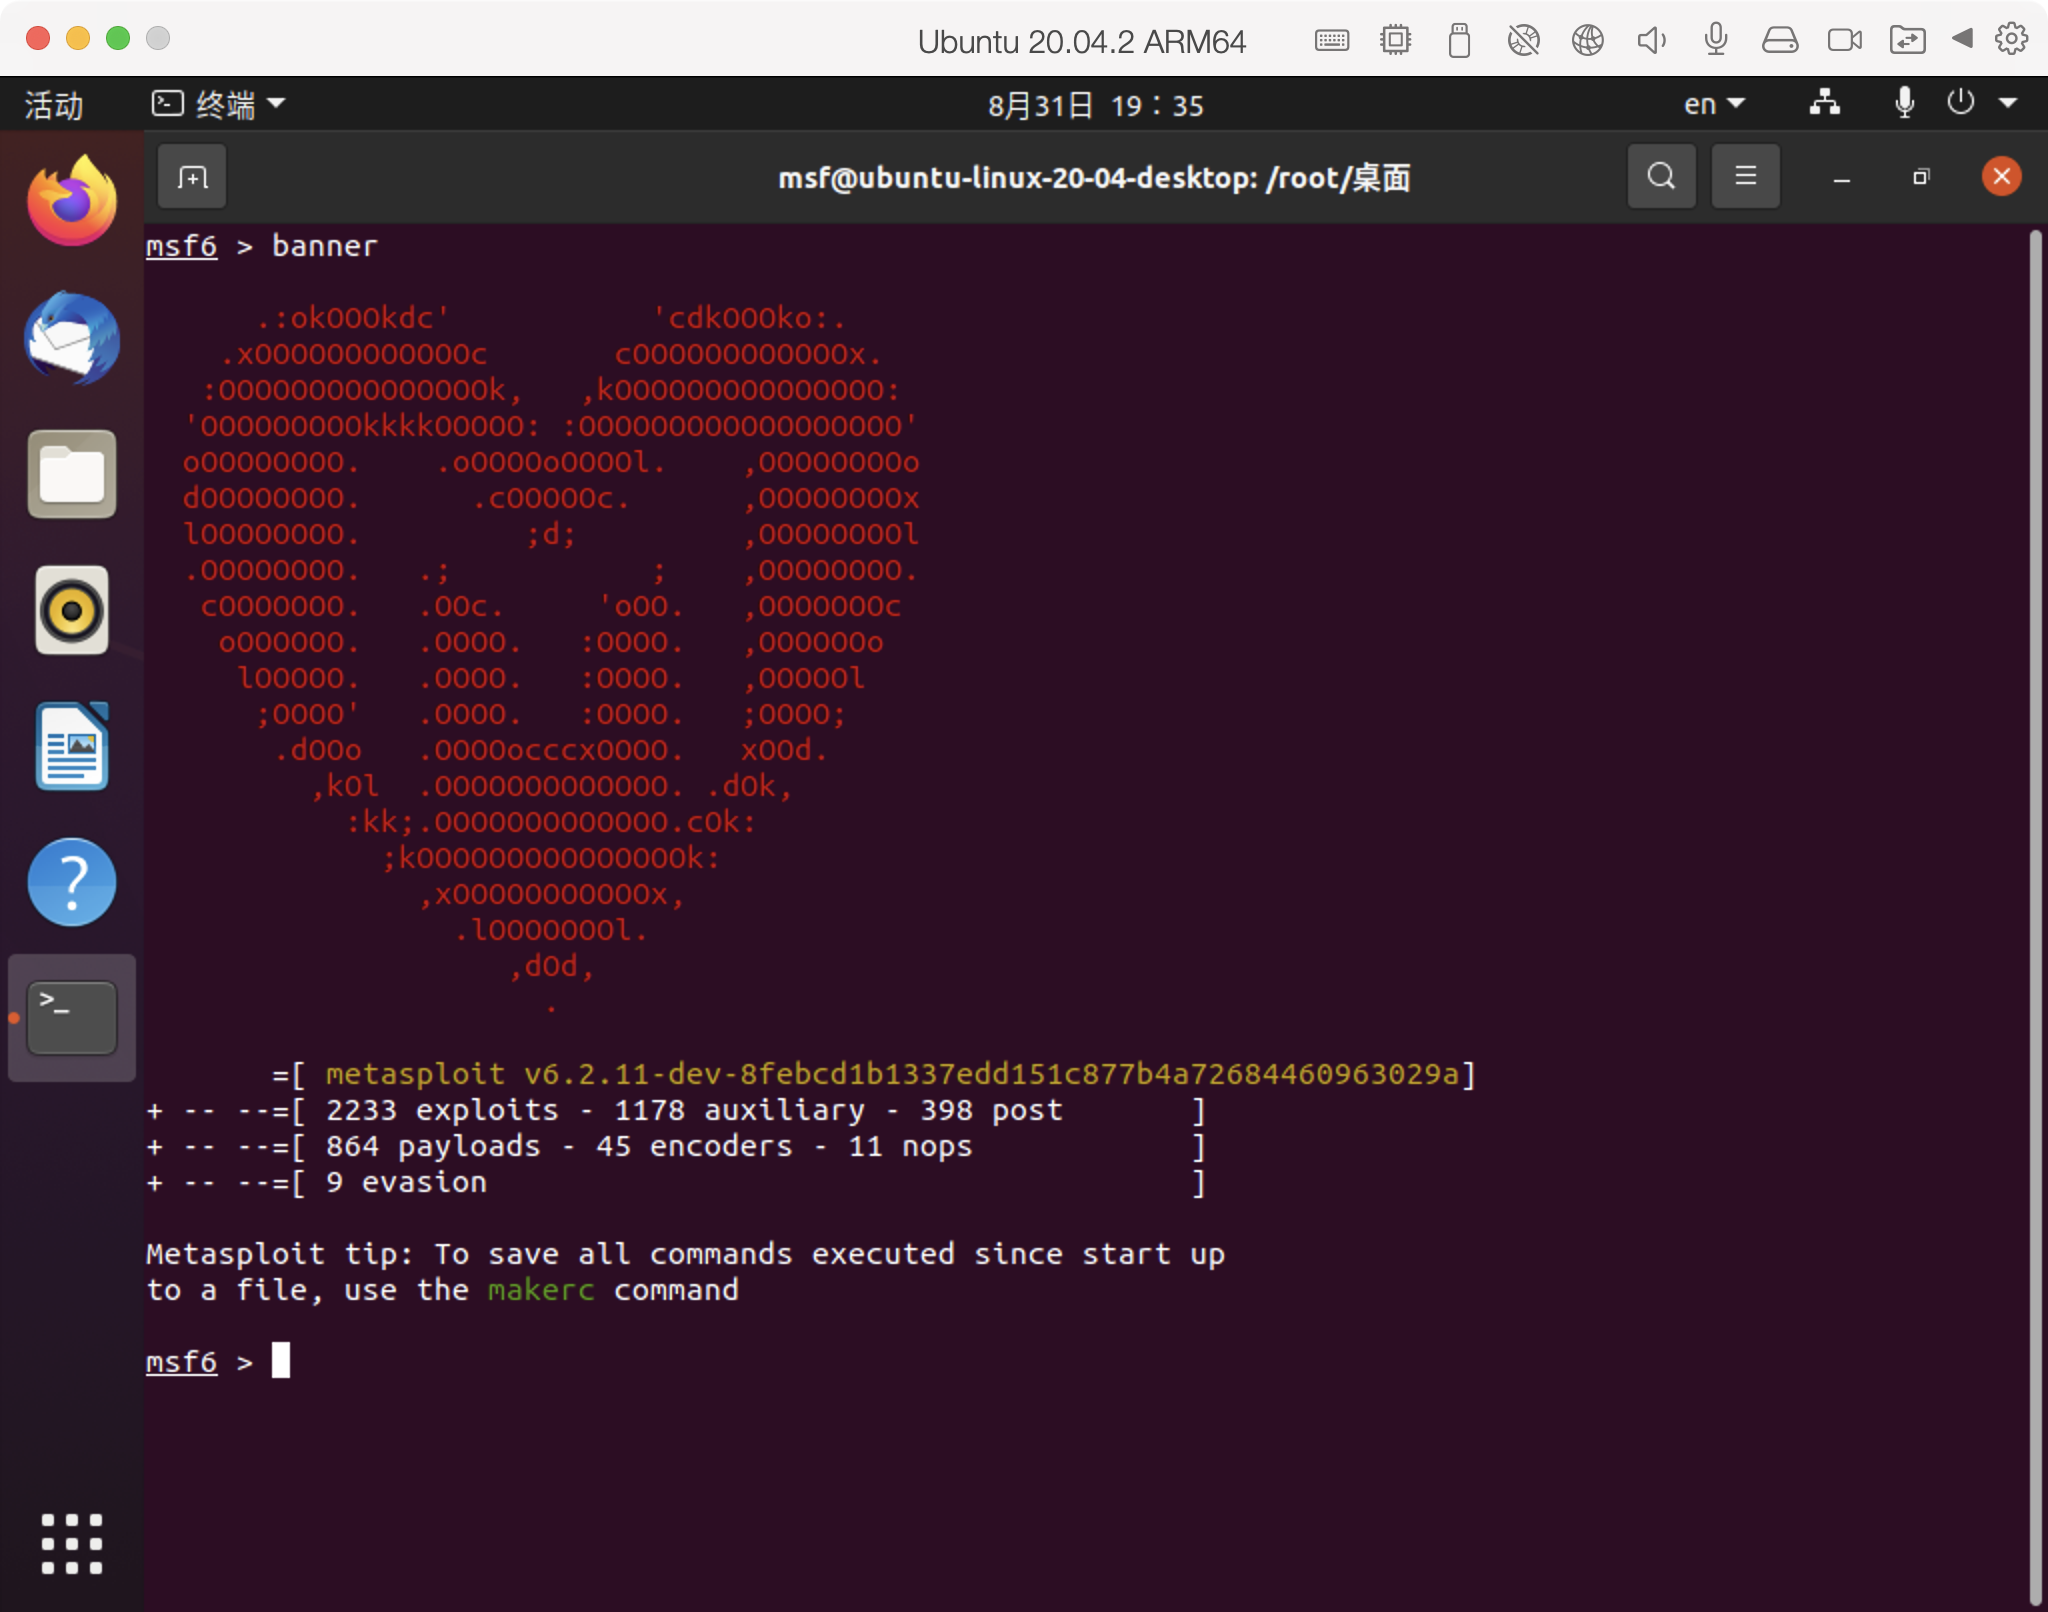 Ubuntu 20.04.2 ARM64
活动 终端 8月31日 19：35 en
msf@ubuntu-linux-20-04-desktop: /root/桌面
msf6 > banner
      .:okOOOkdc'           'cdkOOOko:.
    .xOOOOOOOOOOOOc       cOOOOOOOOOOOOx.
   :OOOOOOOOOOOOOOOk,   ,kOOOOOOOOOOOOOOO:
  'OOOOOOOOOkkkkOOOOO: :OOOOOOOOOOOOOOOOOO'
  oOOOOOOOO.    .oOOOOoOOOOl.    ,OOOOOOOOo
  dOOOOOOOO.      .cOOOOOc.      ,OOOOOOOOx
  lOOOOOOOO.         ;d;         ,OOOOOOOOl
  .OOOOOOOO.   .;           ;    ,OOOOOOOO.
   cOOOOOOO.   .OOc.     'oOO.   ,OOOOOOOc
    oOOOOOO.   .OOOO.   :OOOO.   ,OOOOOOo
     lOOOOO.   .OOOO.   :OOOO.   ,OOOOOl
      ;OOOO'   .OOOO.   :OOOO.   ;OOOO;
       .dOOo   .OOOOocccxOOOO.   xOOd.
         ,kOl  .OOOOOOOOOOOOO. .dOk,
           :kk;.OOOOOOOOOOOOO.cOk:
             ;kOOOOOOOOOOOOOOOk:
               ,xOOOOOOOOOOOx,
                 .lOOOOOOOl.
                    ,dOd,
                      .
       =[ metasploit v6.2.11-dev-8febcd1b1337edd151c877b4a72684460963029a]
+ -- --=[ 2233 exploits - 1178 auxiliary - 398 post       ]
+ -- --=[ 864 payloads - 45 encoders - 11 nops            ]
+ -- --=[ 9 evasion                                       ]
Metasploit tip: To save all commands executed since start up
to a file, use the makerc command
msf6 >